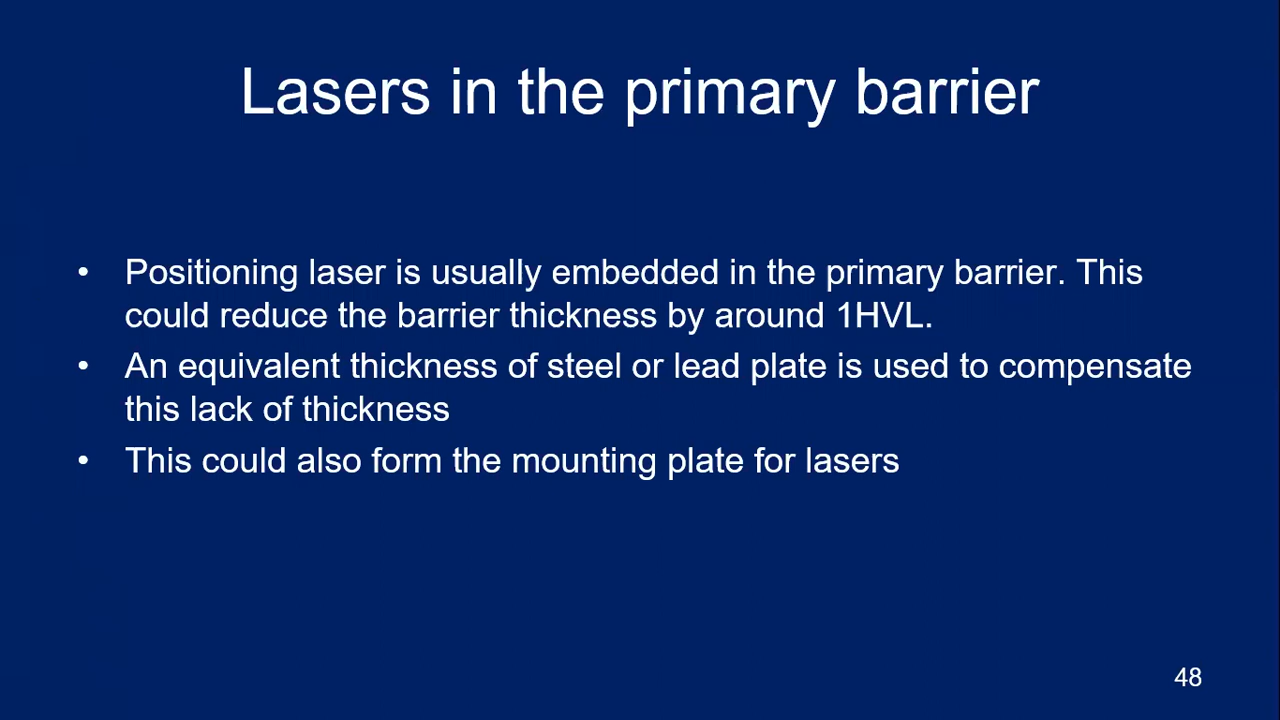 Lasers in the primary barrier
• Positioning laser is usually embedded in the primary barrier. This
could reduce the barrier thickness by around 1HVL.
• An equivalent thickness of steel or lead plate is used to compensate
this lack of thickness
• This could also form the mounting plate for lasers
48